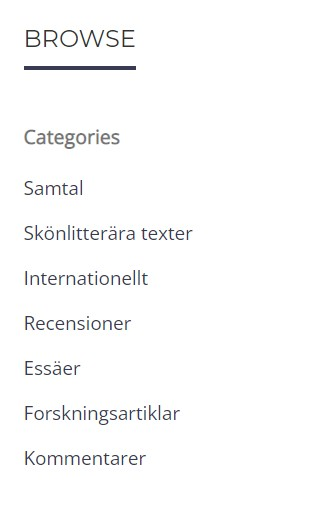 BROWSE
Categories
Samtal
Skönlitterära texter
Internationellt
Recensioner
Essäer
Forskningsartiklar
Kommentarer